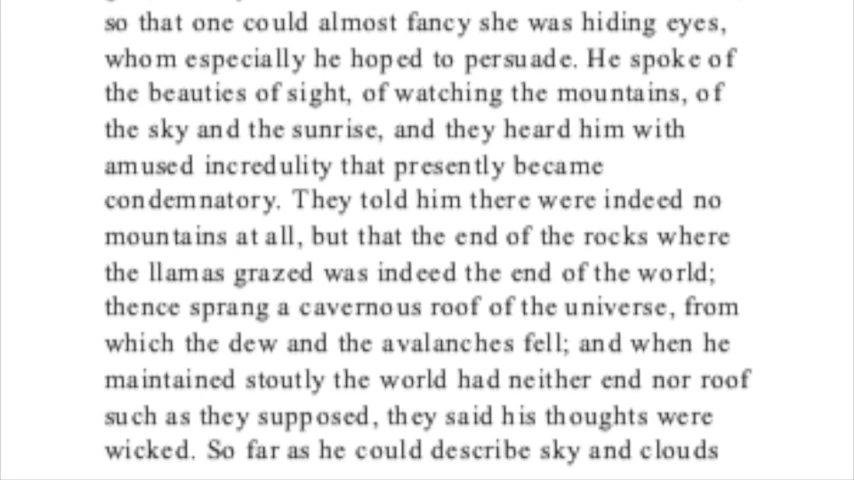 so that one could almost fancy she was hiding eyes,
whom especially he hoped to persuade. He spoke of
the beauties of sight, of watching the mountains, of
the sky and the sunrise, and they heard him with
amused incredulity that presently became
condemnatory. They told him there were indeed no
mountains at all, but that the end of the rocks where
the llamas grazed was indeed the end of the world;
thence sprang a cavernous roof of the universe, from
which the dew and the avalanches fell; and when he
maintained stoutly the world had neither end nor roof
such as they supposed, they said his thoughts were
wicked. So far as he could describe sky and clouds